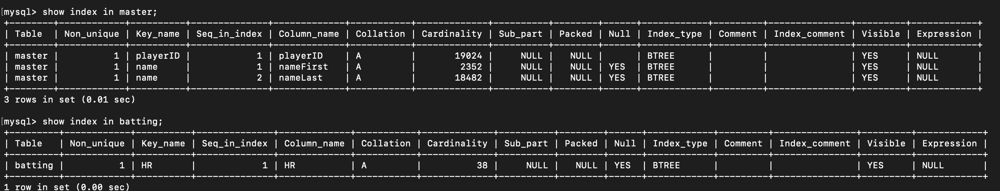 mysql> show index in master;
+---------+------------+----------+--------------+-------------+-----------+-------------+----------+--------+------+------------+---------+---------------+---------+------------+
| Table  | Non_unique | Key_name | Seq_in_index | Column_name | Collation | Cardinality | Sub_part | Packed | Null | Index_type | Comment | Index_comment | Visible | Expression |
+--------+------------+----------+--------------+-------------+-----------+-------------+----------+--------+------+------------+---------+---------------+---------+------------+
| master |          1 | playerID |            1 | playerID    | A         |       19024 |     NULL |   NULL |      | BTREE      |         |               | YES     | NULL       |
| master |          1 | name     |            1 | nameFirst   | A         |        2352 |     NULL |   NULL | YES  | BTREE      |         |               | YES     | NULL       |
| master |          1 | name     |            2 | nameLast    | A         |       18482 |     NULL |   NULL | YES  | BTREE      |         |               | YES     | NULL       |
+--------+------------+----------+--------------+-------------+-----------+-------------+----------+--------+------+------------+---------+---------------+---------+------------+
3 rows in set (0.01 sec)
mysql> show index in batting;
+---------+------------+----------+--------------+-------------+-----------+-------------+----------+--------+------+------------+---------+---------------+---------+------------+
| Table   | Non_unique | Key_name | Seq_in_index | Column_name | Collation | Cardinality | Sub_part | Packed | Null | Index_type | Comment | Index_comment | Visible | Expression |
+---------+------------+----------+--------------+-------------+-----------+-------------+----------+--------+------+------------+---------+---------------+---------+------------+
| batting |          1 | HR       |            1 | HR          | A         |          38 |     NULL |   NULL | YES  | BTREE      |         |               | YES     | NULL       |
+---------+------------+----------+--------------+-------------+-----------+-------------+----------+--------+------+------------+---------+---------------+---------+------------+
1 row in set (0.00 sec)